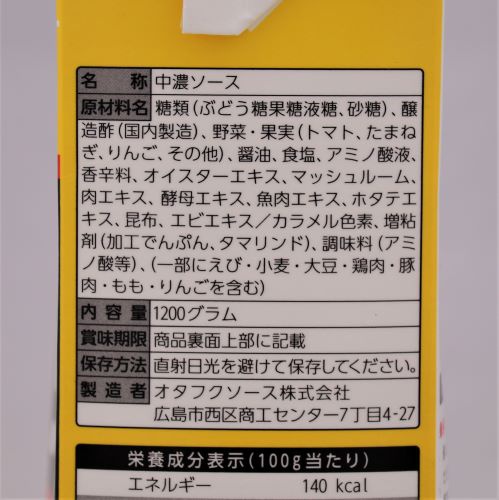 名称 中濃ソース
原材料名 糖類(ぶどう糖果糖液糖、砂糖)、醸
造酢(国内製造)、野菜・果実(トマト、たまね
ぎ、りんご、その他)、醤油、食塩、アミノ酸液、
香辛料、オイスターエキス、マッシュルーム、
肉エキス、酵母エキス、魚肉エキス、ホタテエ
キス、昆布、エビエキス/カラメル色素、増粘
剤(加工でんぷん、タマリンド)、調味料(アミ
ノ酸等)、(一部にえび・小麦・大豆・鶏肉・豚
肉・もも・りんごを含む)
内容量 1200グラム
賞味期限 商品裏面上部に記載
保存方法 直射日光を避けて保存してください。
製造者 オタフクソース株式会社
広島市西区商工センター7丁目4-27
栄養成分表示(100g当たり)
エネルギー 140 kcal